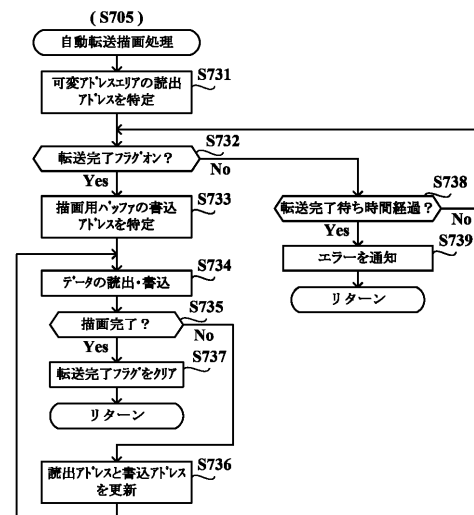 ( S705 )
自動転送描画処理
S731
可変アドレスエリアの読出
アドレスを特定
S732
転送完了フラグオン?
No
Yes
S733
描画用バッファの書込
アドレスを特定
S738
転送完了待ち時間経過?
No
Yes
S739
エラーを通知
リターン
S734
データの読出・書込
S735
描画完了?
No
Yes
S737
転送完了フラグをクリア
リターン
S736
読出アドレスと書込アドレス
を更新